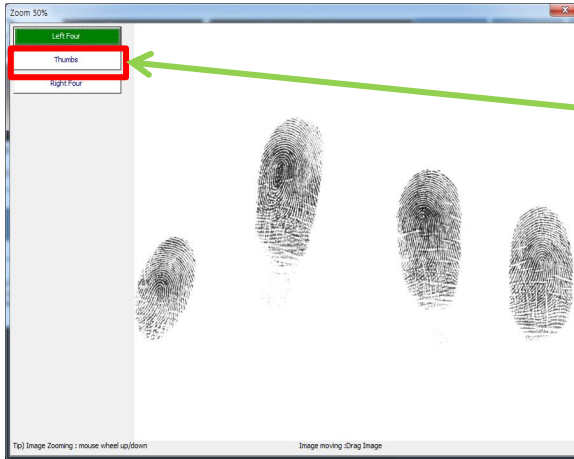 Zoom 50%
Left Four
Thumbs
Right Four
Tip) Image Zooming : mouse wheel up/down
Image moving :Drag Image